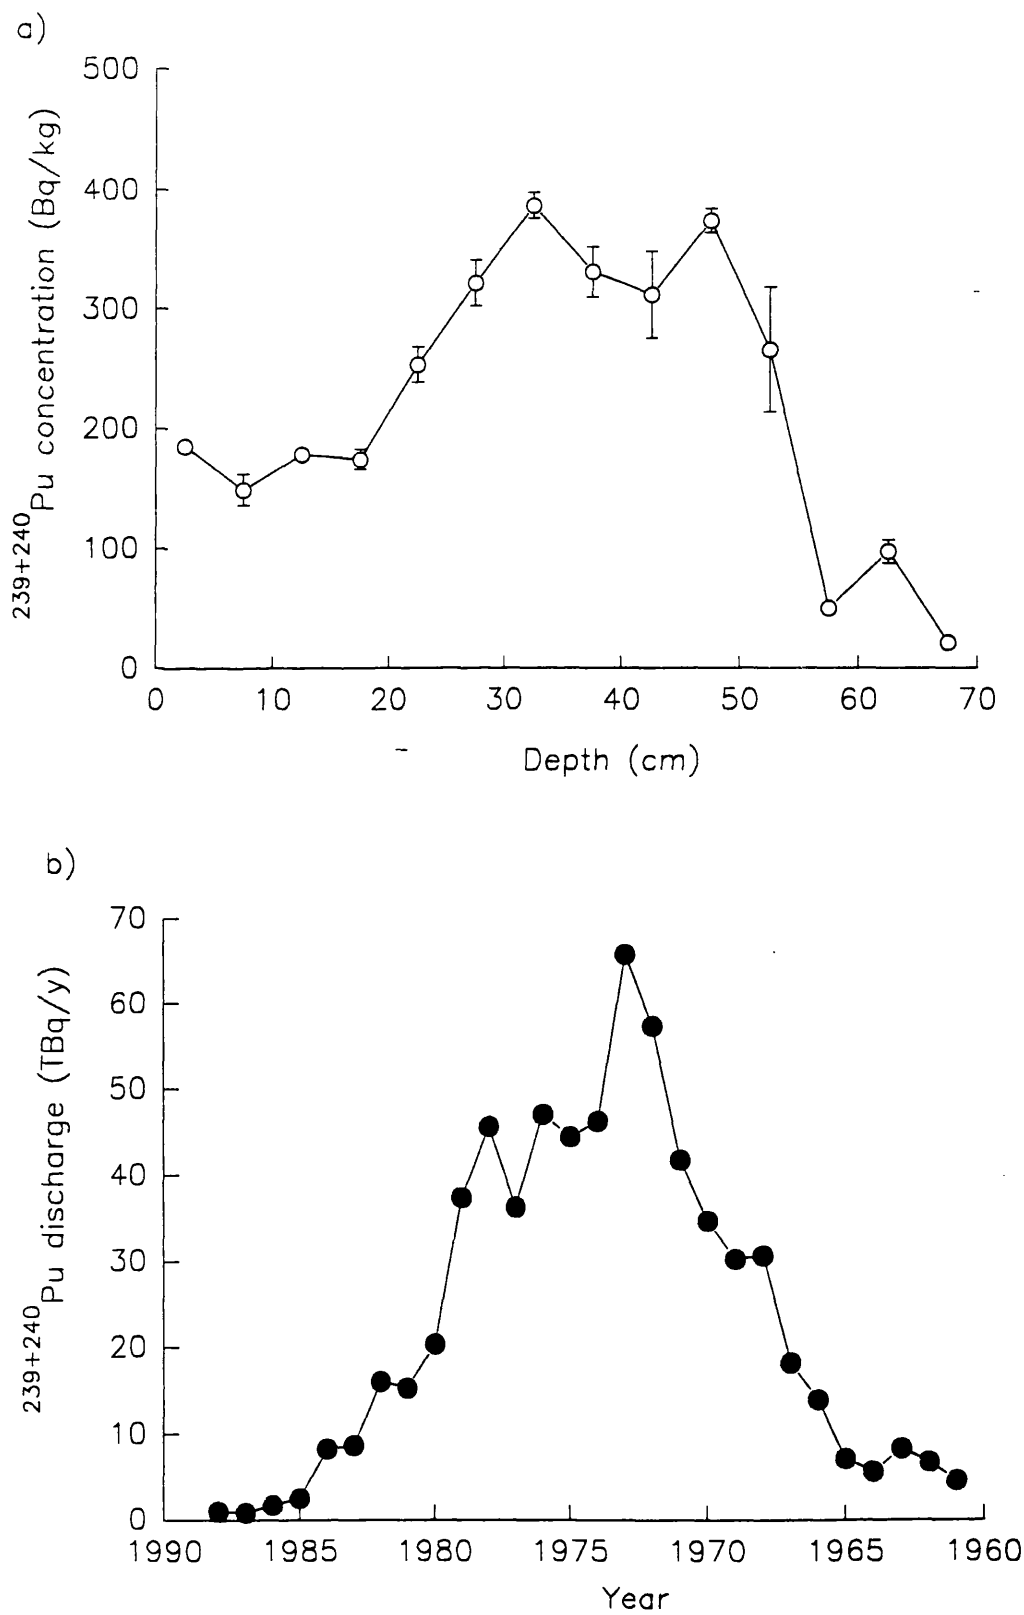 a)
500
400
300
200
100
0
239+240Pu concentration (Bq/kg)
0 10 20 30 40 50 60 70
Depth (cm)
b)
70
60
50
40
30
20
10
0
239+240Pu discharge (TBq/y)
1990 1985 1980 1975 1970 1965 1960
Year